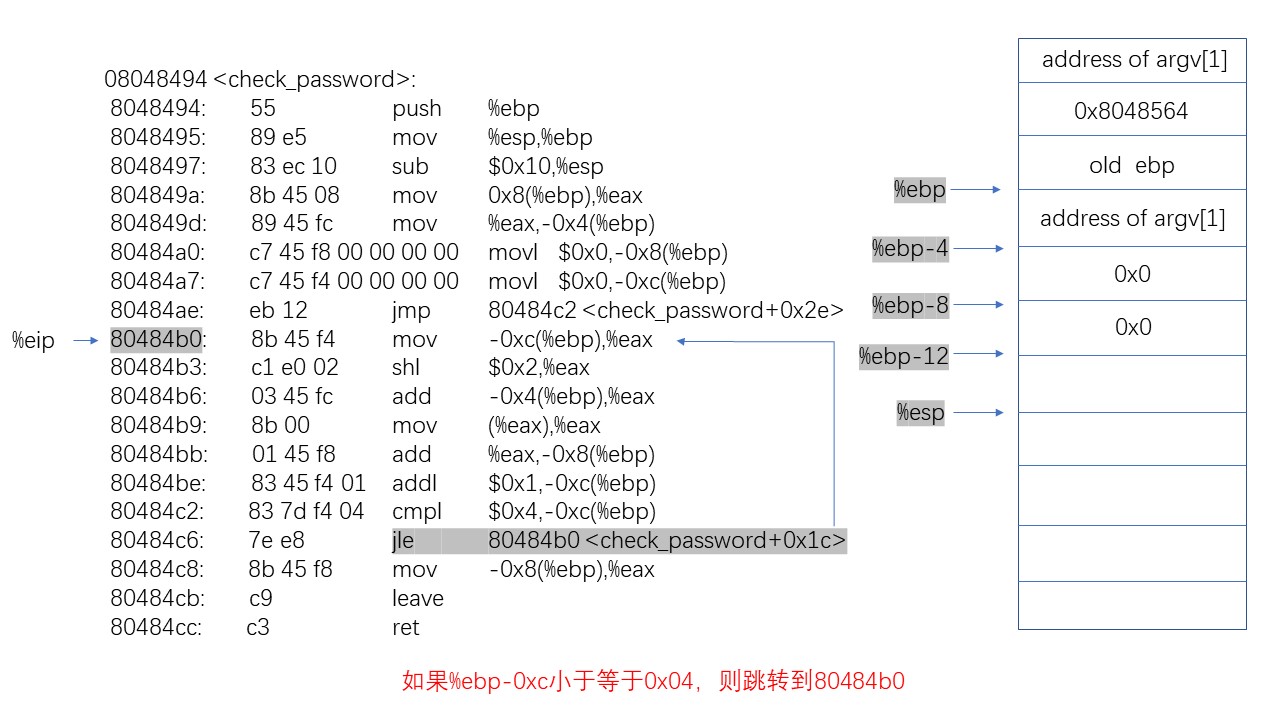 08048494 <check_password>:
8048494: 55 push %ebp
8048495: 89 e5 mov %esp,%ebp
8048497: 83 ec 10 sub $0x10,%esp
804849a: 8b 45 08 mov 0x8(%ebp),%eax
804849d: 89 45 fc mov %eax,-0x4(%ebp)
80484a0: c7 45 f8 00 00 00 00 movl $0x0,-0x8(%ebp)
80484a7: c7 45 f4 00 00 00 00 movl $0x0,-0xc(%ebp)
80484ae: eb 12 jmp 80484c2 <check_password+0x2e>
%eip
80484b0: 8b 45 f4 mov -0xc(%ebp),%eax
80484b3: c1 e0 02 shl $0x2,%eax
80484b6: 03 45 fc add -0x4(%ebp),%eax
80484b9: 8b 00 mov (%eax),%eax
80484bb: 01 45 f8 add %eax,-0x8(%ebp)
80484be: 83 45 f4 01 addl $0x1,-0xc(%ebp)
80484c2: 83 7d f4 04 cmpl $0x4,-0xc(%ebp)
80484c6: 7e e8 jle 80484b0 <check_password+0x1c>
80484c8: 8b 45 f8 mov -0x8(%ebp),%eax
80484cb: c9 leave
80484cc: c3 ret
address of argv[1]
0x8048564
old ebp
%ebp
address of argv[1]
%ebp-4
0x0
%ebp-8
0x0
%ebp-12
%esp
如果%ebp-0xc小于等于0x04，则跳转到80484b0